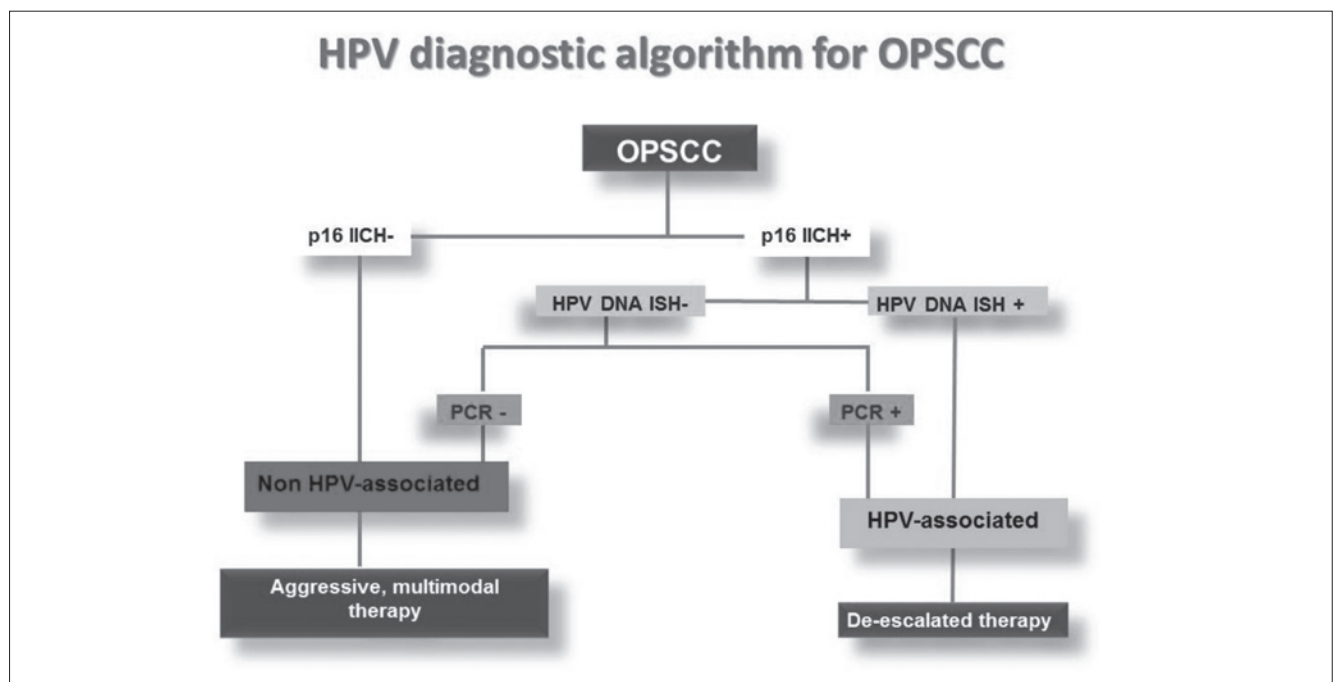 HPV diagnostic algorithm for OPSCC
OPSCC
p16 IICH-
p16 IICH+
HPV DNA ISH-
HPV DNA ISH +
PCR -
PCR +
Non HPV-associated
HPV-associated
Aggressive, multimodal
therapy
De-escalated therapy